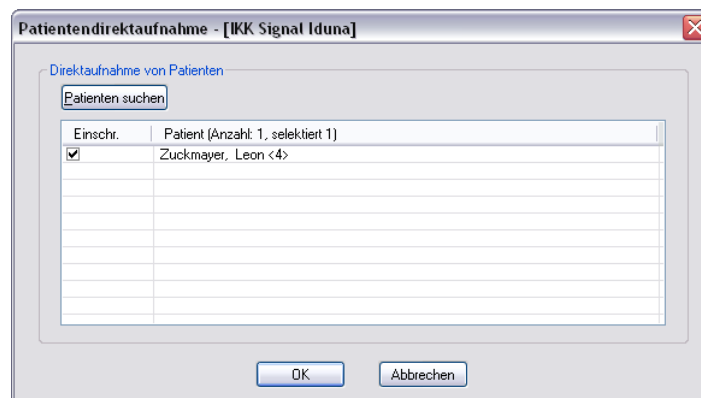 Patientendirektaufnahme - [IKK Signal Iduna]
Direktaufnahme von Patienten
Patienten suchen
Einschr. Patient (Anzahl: 1, selektiert 1)
Zuckmayer, Leon <4>
OK Abbrechen